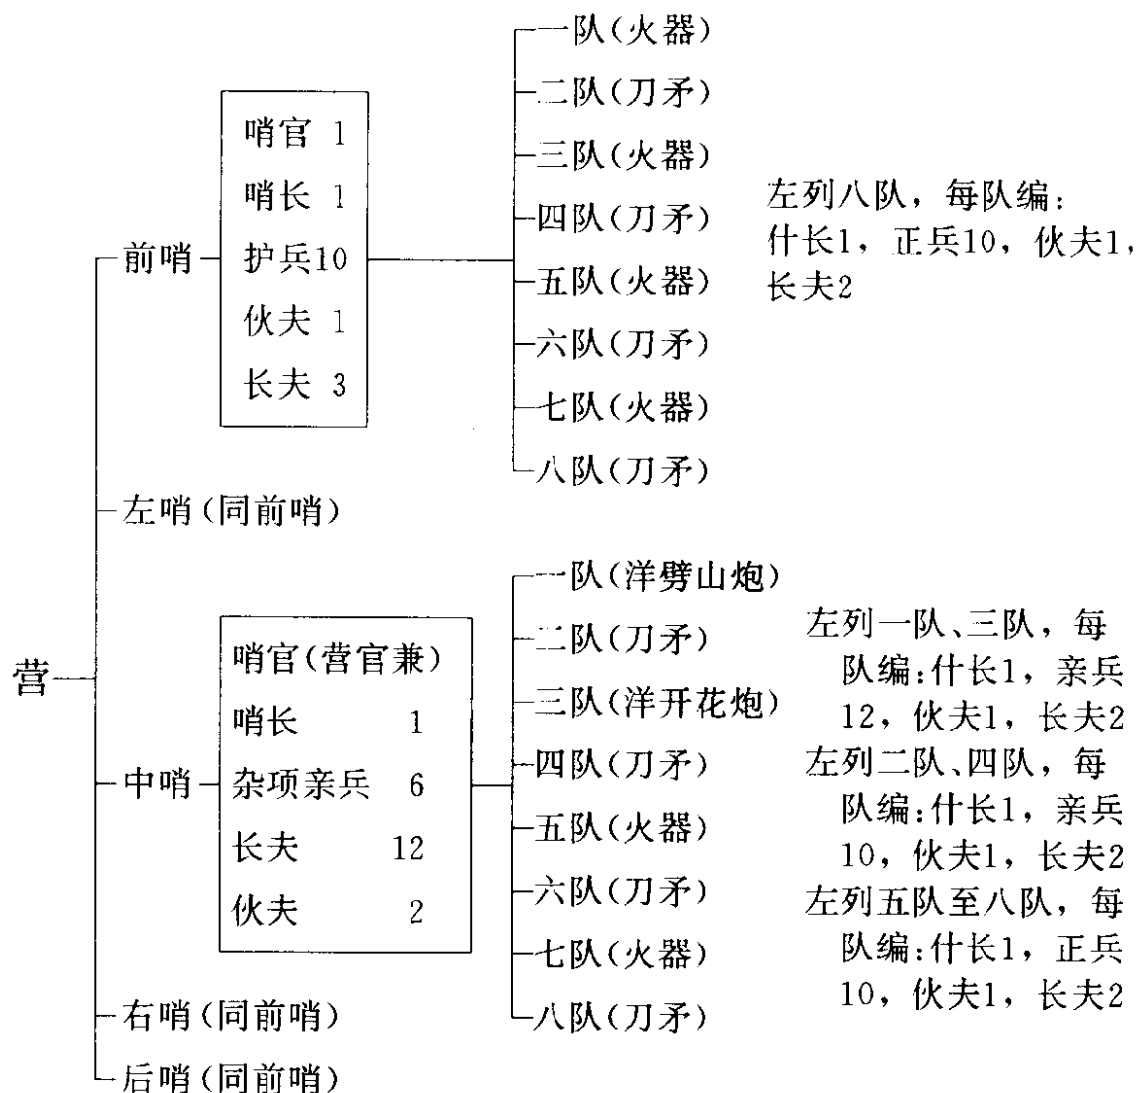 营
前哨
哨官 1
哨长 1
护兵10
伙夫 1
长夫 3
一队(火器)
二队(刀矛)
三队(火器)
四队(刀矛)
五队(火器)
六队(刀矛)
七队(火器)
八队(刀矛)
左列八队，每队编：
什长1，正兵10，伙夫1，
长夫2
左哨(同前哨)
中哨
哨官(营官兼)
哨长 1
杂项亲兵 6
长夫 12
伙夫 2
一队(洋劈山炮)
二队(刀矛)
三队(洋开花炮)
四队(刀矛)
五队(火器)
六队(刀矛)
七队(火器)
八队(刀矛)
左列一队、三队，每
队编：什长1，亲兵
12，伙夫1，长夫2
左列二队、四队，每
队编：什长1，亲兵
10，伙夫1，长夫2
左列五队至八队，每
队编：什长1，正兵
10，伙夫1，长夫2
右哨(同前哨)
后哨(同前哨)